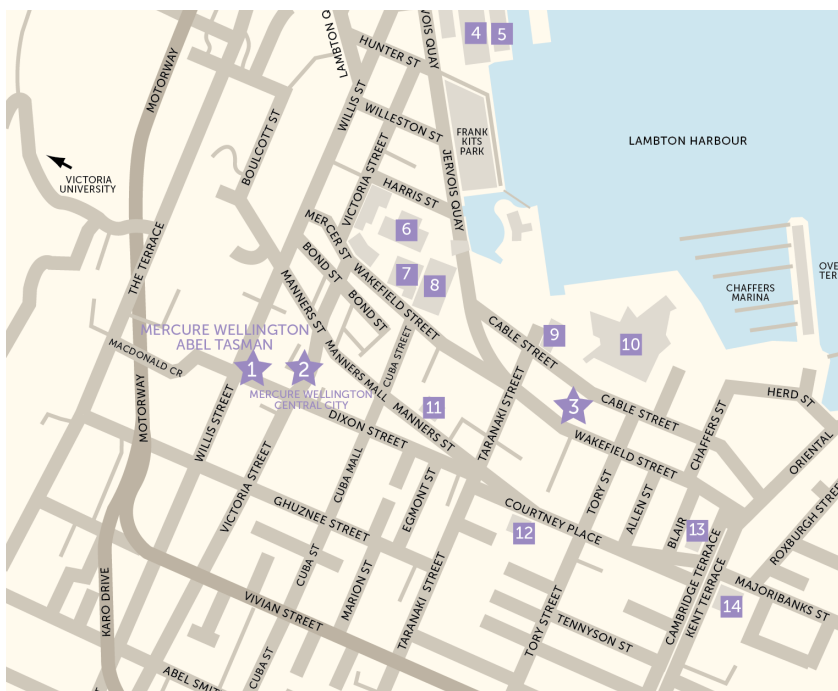 MOTORWAY
LAMBTON Q
HUNTER ST
VOIS QUAY
4
5
WILLIS ST
WILLESTON ST
BOULCOTT ST
FRANK
KITS
PARK
LAMBTON HARBOUR
VICTORIA
UNIVERSITY
VICTORIA STREET
HARRIS ST
JERVOIS QUAY
THE TERRACE
MERCER ST
6
BOND ST
WAKEFIELD STREET
7
8
OVE
TER
CHAFFERS
MARINA
MANNERS ST
BOND ST
CUBA STREET
CABLE STREET
9
10
MERCURE WELLINGTON
ABEL TASMAN
MACDONALD CR
1
2
MERCURE WELLINGTON
CENTRAL CITY
MANNERS MALL
TARANAKI STREET
3
CABLE STREET
HERD ST
MOTORWAY
WILLIS STREET
DIXON STREET
11
MANNERS ST
WAKEFIELD STREET
CHAFFERS ST
ORIENTAL
VICTORIA STREET
CUBA MALL
GHUZNEE STREET
EGMONT ST
COURTNEY PLACE
TORY ST
ALLEN ST
BLAIR
13
12
ROXBURGH STREE
CUBA ST
MARION ST
TARANAKI STREET
CAMBRIDGE TERRACE
KENT TERRACE
MAJORIBANKS ST
14
KARO DRIVE
VIVIAN STREET
TORY STREET
TENNYSON ST
CUBA ST
ABEL SMIT